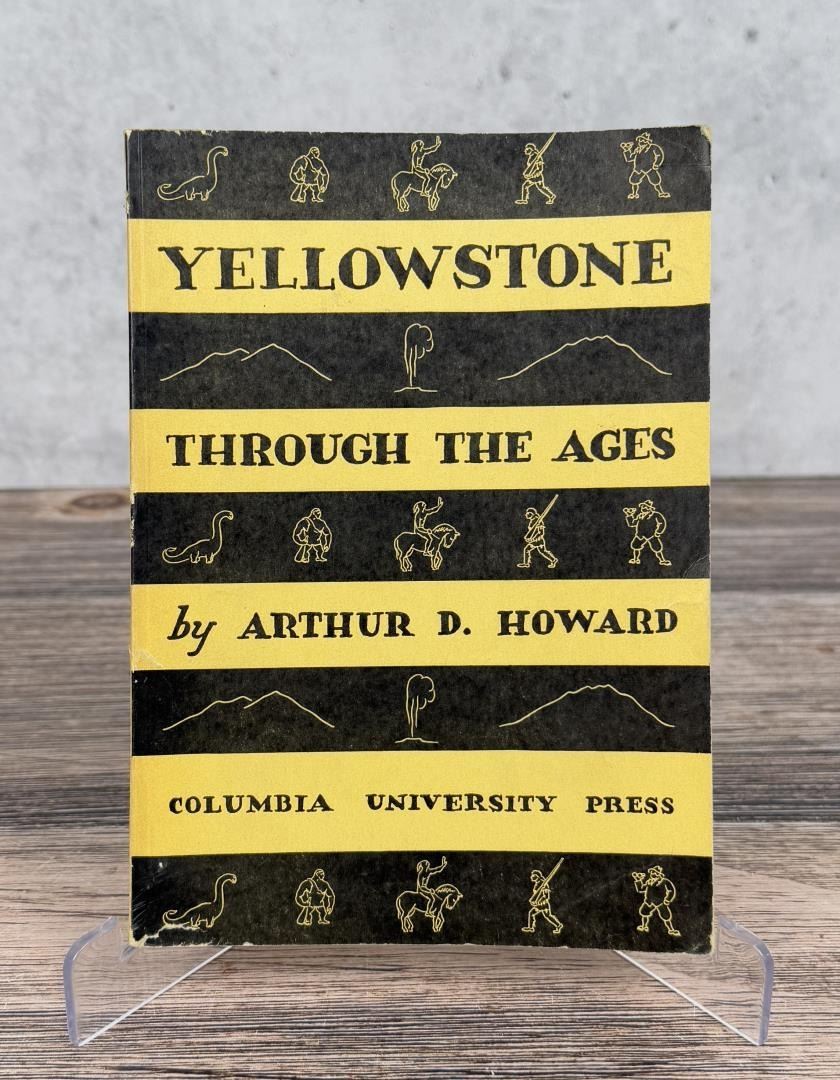 YELLOWSTONE
THROUGH THE AGES
by ARTHUR D. HOWARD
COLUMBIA UNIVERSITY PRESS